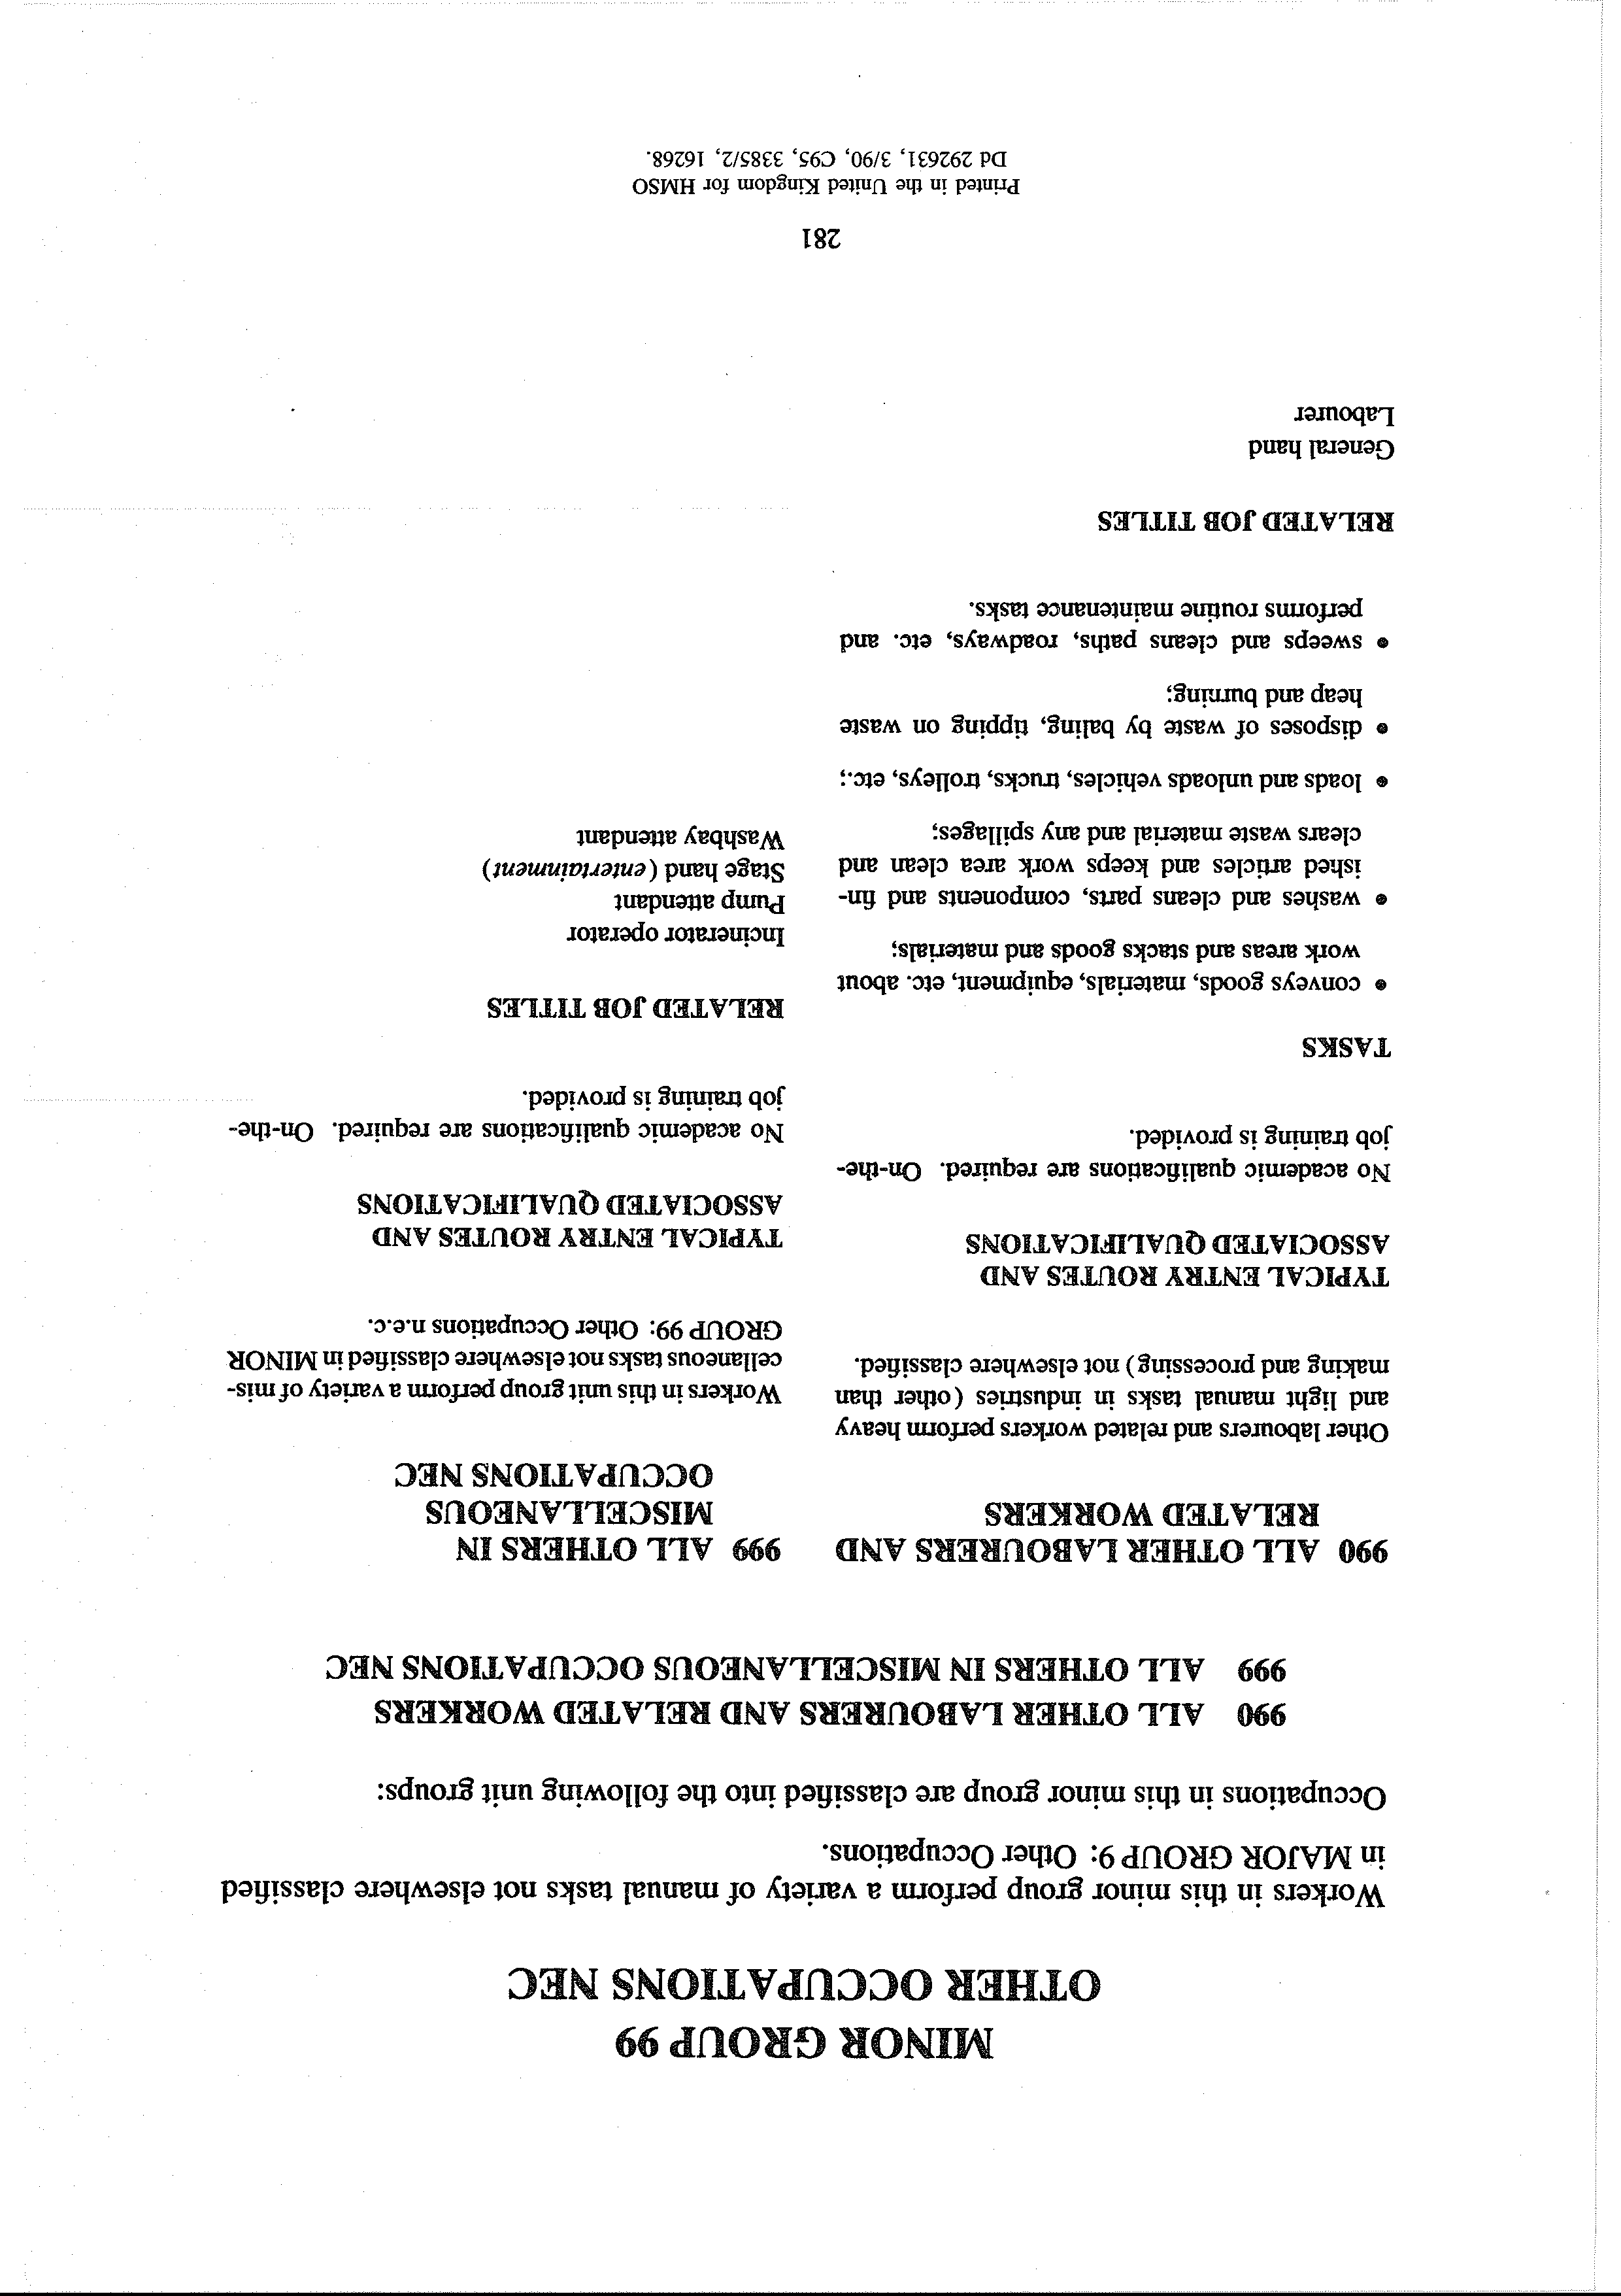 MINOR GROUP 99
OTHER OCCUPATIONS NEC
Workers in this minor group perform a variety of manual tasks not elsewhere classified
in MAJOR GROUP 9: Other Occupations.
Occupations in this minor group are classified into the following unit groups:
990 ALL OTHER LABOURERS AND RELATED WORKERS
999 ALL OTHERS IN MISCELLANEOUS OCCUPATIONS NEC
990 ALL OTHER LABOURERS AND
RELATED WORKERS
Other labourers and related workers perform heavy
and light manual tasks in industries (other than
making and processing) not elsewhere classified.
TYPICAL ENTRY ROUTES AND
ASSOCIATED QUALIFICATIONS
No academic qualifications are required. On-the-
job training is provided.
TASKS
• conveys goods, materials, equipment, etc. about
work areas and stacks goods and materials;
• washes and cleans parts, components and fin-
ished articles and keeps work area clean and
clears waste material and any spillages;
• loads and unloads vehicles, trucks, trolleys, etc.;
• disposes of waste by baling, tipping on waste
heap and burning;
• sweeps and cleans paths, roadways, etc. and
performs routine maintenance tasks.
RELATED JOB TITLES
General hand
Labourer
999 ALL OTHERS IN
MISCELLANEOUS
OCCUPATIONS NEC
Workers in this unit group perform a variety of mis-
cellaneous tasks not elsewhere classified in MINOR
GROUP 99: Other Occupations n.e.c.
TYPICAL ENTRY ROUTES AND
ASSOCIATED QUALIFICATIONS
No academic qualifications are required. On-the-
job training is provided.
RELATED JOB TITLES
Incinerator operator
Pump attendant
Stage hand (entertainment)
Washbay attendant
281
Printed in the United Kingdom for HMSO
Dd 292631, 3/90, C95, 3385/2, 16268.